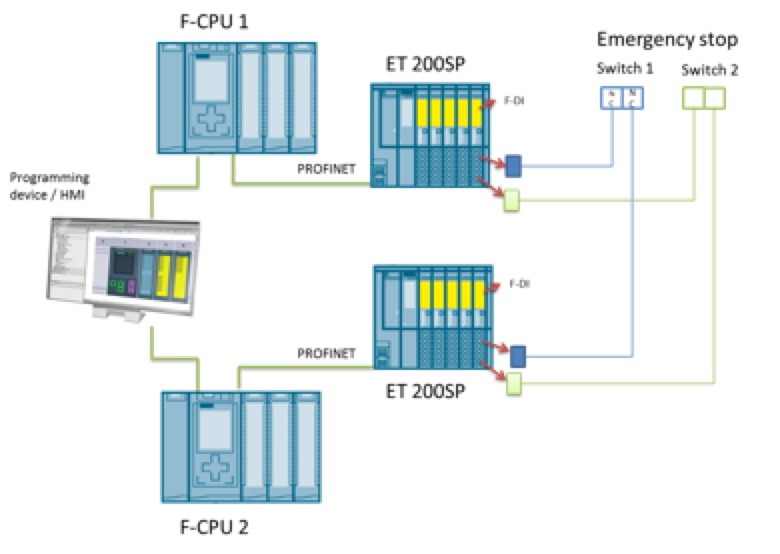 F-CPU 1
ET 200SP
Emergency stop
Switch 1
Switch 2
F-DI
N
C
N
C
PROFINET
Programming
device / HMI
F-DI
PROFINET
ET 200SP
F-CPU 2